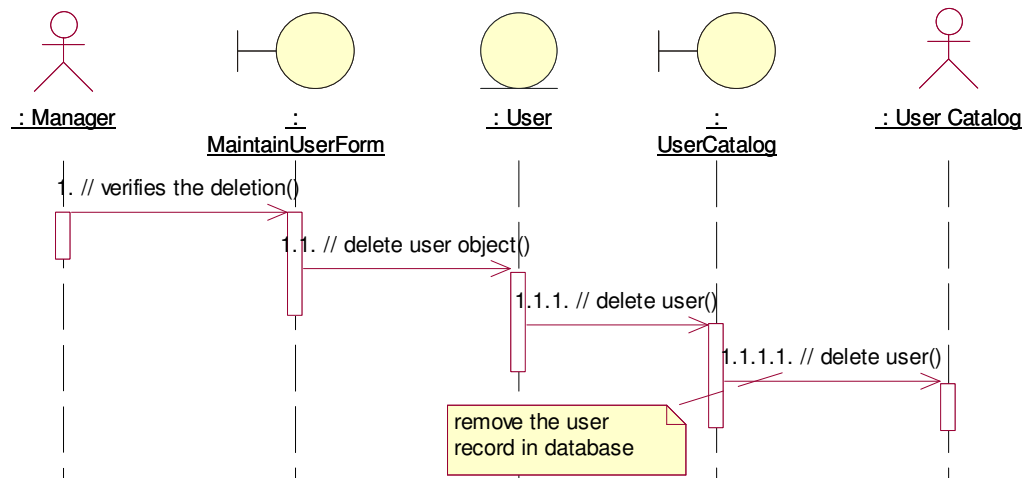 : Manager
:
MaintainUserForm
: User
:
UserCatalog
: User Catalog
1. // verifies the deletion()
1.1. // delete user object()
1.1.1. // delete user()
1.1.1.1. // delete user()
remove the user
record in database